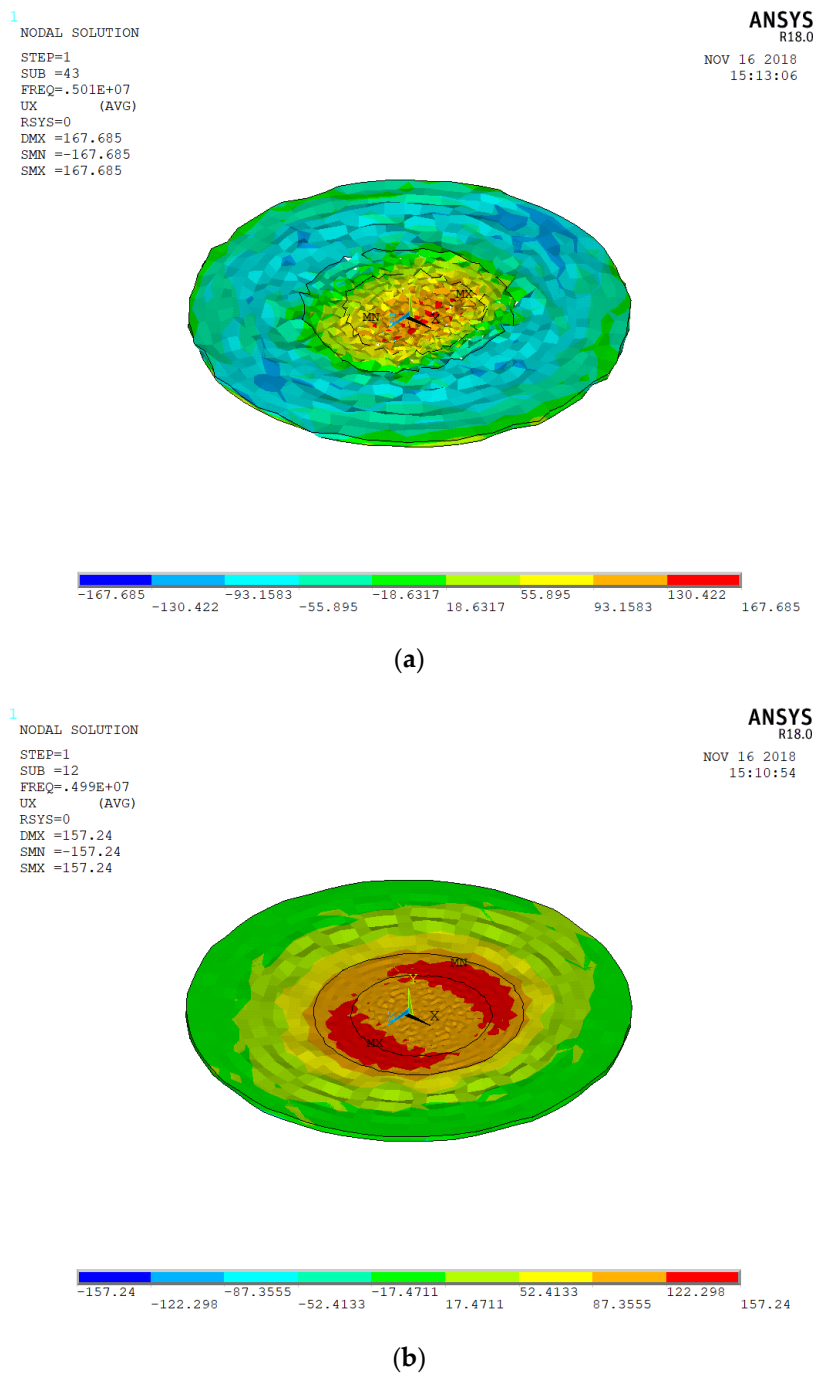 1
NODAL SOLUTION
ANSYS
R18.0
STEP=1
SUB =43
FREQ=.501E+07
UX (AVG)
RSYS=0
DMX =167.685
SMN =-167.685
SMX =167.685
NOV 16 2018
15:13:06
MX
MN
X
-167.685 -93.1583 -18.6317 55.895 130.422
-130.422 -55.895 18.6317 93.1583 167.685
(a)
1
NODAL SOLUTION
ANSYS
R18.0
STEP=1
SUB =12
FREQ=.499E+07
UX (AVG)
RSYS=0
DMX =157.24
SMN =-157.24
SMX =157.24
NOV 16 2018
15:10:54
MN
Y
X
MX
-157.24 -87.3555 -17.4711 52.4133 122.298
-122.298 -52.4133 17.4711 87.3555 157.24
(b)